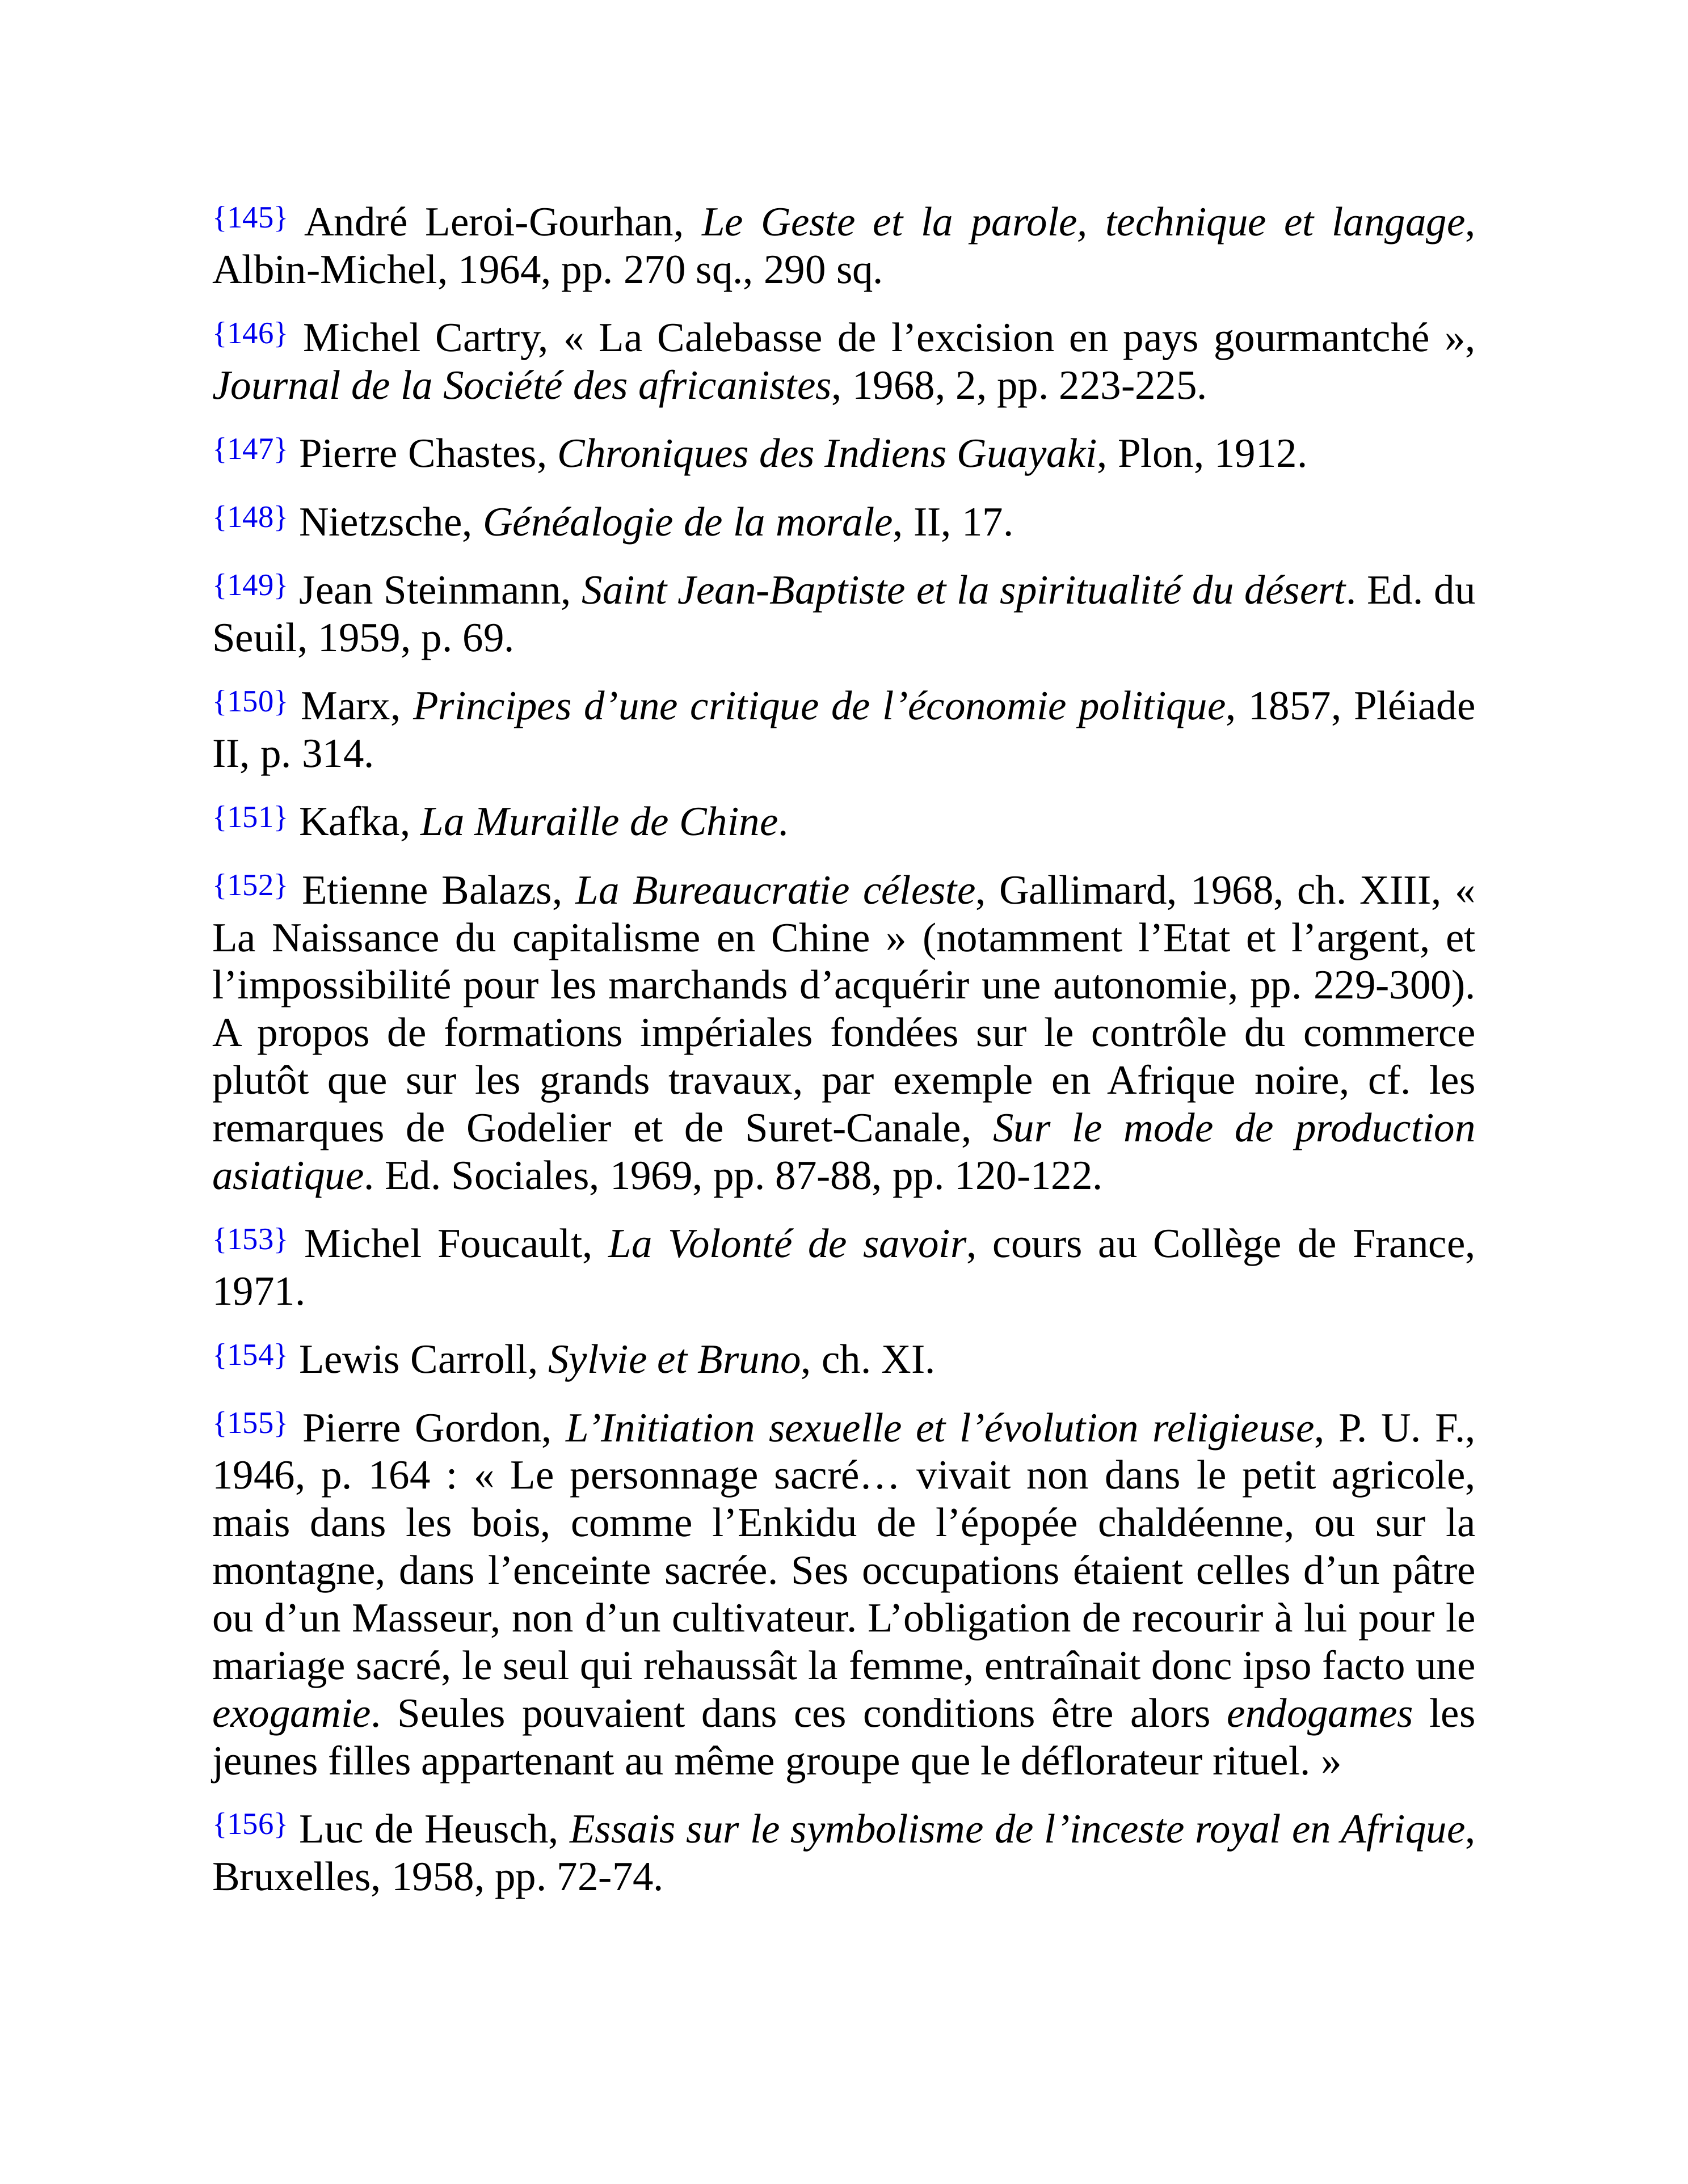 {145} André Leroi-Gourhan, Le Geste et la parole, technique et langage,
Albin-Michel, 1964, pp. 270 sq., 290 sq.
{146} Michel Cartry, « La Calebasse de l’excision en pays gourmantché »,
Journal de la Société des africanistes, 1968, 2, pp. 223-225.
{147} Pierre Chastes, Chroniques des Indiens Guayaki, Plon, 1912.
{148} Nietzsche, Généalogie de la morale, II, 17.
{149} Jean Steinmann, Saint Jean-Baptiste et la spiritualité du désert. Ed. du
Seuil, 1959, p. 69.
{150} Marx, Principes d’une critique de l’économie politique, 1857, Pléiade
II, p. 314.
{151} Kafka, La Muraille de Chine.
{152} Etienne Balazs, La Bureaucratie céleste, Gallimard, 1968, ch. XIII, «
La Naissance du capitalisme en Chine » (notamment l’Etat et l’argent, et
l’impossibilité pour les marchands d’acquérir une autonomie, pp. 229-300).
A propos de formations impériales fondées sur le contrôle du commerce
plutôt que sur les grands travaux, par exemple en Afrique noire, cf. les
remarques de Godelier et de Suret-Canale, Sur le mode de production
asiatique. Ed. Sociales, 1969, pp. 87-88, pp. 120-122.
{153} Michel Foucault, La Volonté de savoir, cours au Collège de France,
1971.
{154} Lewis Carroll, Sylvie et Bruno, ch. XI.
{155} Pierre Gordon, L’Initiation sexuelle et l’évolution religieuse, P. U. F.,
1946, p. 164 : « Le personnage sacré… vivait non dans le petit agricole,
mais dans les bois, comme l’Enkidu de l’épopée chaldéenne, ou sur la
montagne, dans l’enceinte sacrée. Ses occupations étaient celles d’un pâtre
ou d’un Masseur, non d’un cultivateur. L’obligation de recourir à lui pour le
mariage sacré, le seul qui rehaussât la femme, entraînait donc ipso facto une
exogamie. Seules pouvaient dans ces conditions être alors endogames les
jeunes filles appartenant au même groupe que le déflorateur rituel. »
{156} Luc de Heusch, Essais sur le symbolisme de l’inceste royal en Afrique,
Bruxelles, 1958, pp. 72-74.